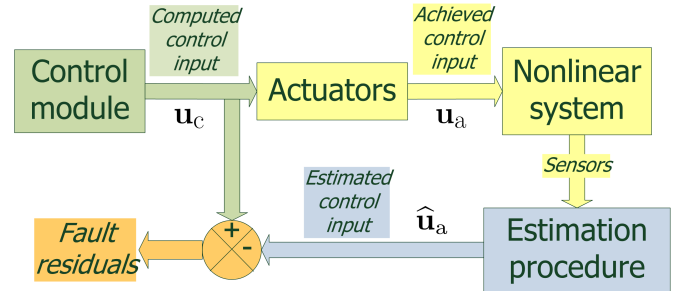 Computed
control
input
Achieved
control
input
Control
module
Actuators
Nonlinear
system
u_c
u_a
Sensors
Estimated
control
input
û_a
+
-
Fault
residuals
Estimation
procedure